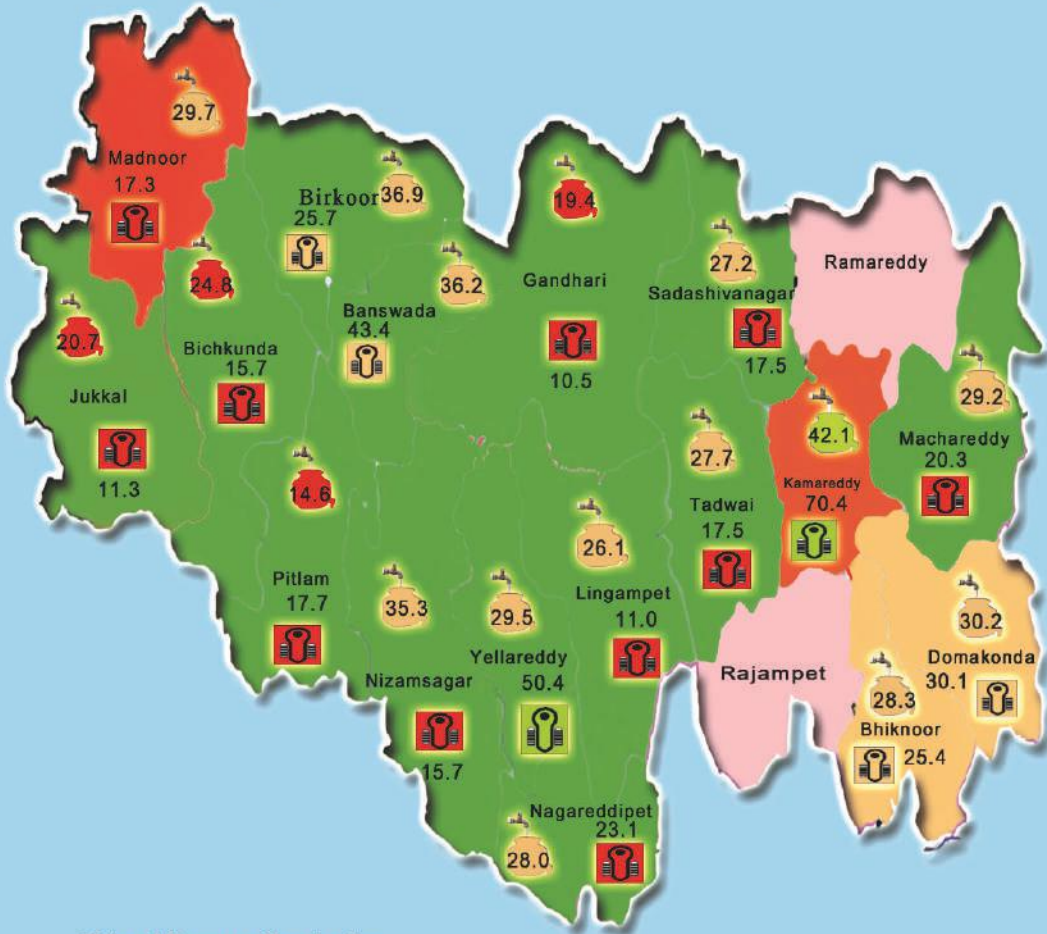 29.7
Madnoor
17.3
36.9
Birkoor
25.7
19.4
24.8
36.2
27.2
Ramareddy
Gandhari
Sadashivanagar
20.7
Banswada
43.4
Bichkunda
15.7
10.5
17.5
Jukkal
29.2
42.1
Machareddy
20.3
11.3
27.7
14.6
Kamareddy
70.4
Tadwai
17.5
26.1
Pitlam
17.7
35.3
29.5
Lingampet
11.0
30.2
Yellareddy
50.4
Nizamsagar
Rajampet
Domakonda
30.1
28.3
Bhiknoor
25.4
15.7
Nagareddipet
23.1
28.0